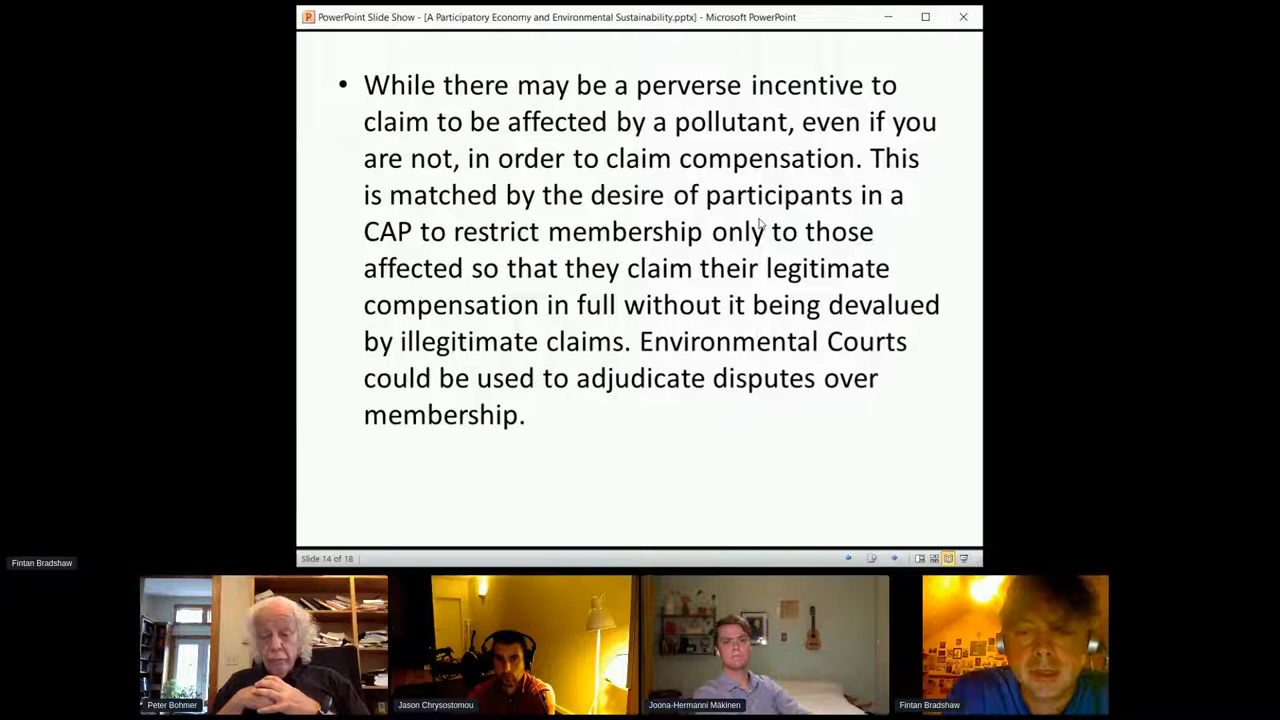 PowerPoint Slide Show - [A Participatory Economy and Environmental Sustainability.pptx] - Microsoft PowerPoint
• While there may be a perverse incentive to
claim to be affected by a pollutant, even if you
are not, in order to claim compensation. This
is matched by the desire of participants in a
CAP to restrict membership only to those
affected so that they claim their legitimate
compensation in full without it being devalued
by illegitimate claims. Environmental Courts
could be used to adjudicate disputes over
membership.
Slide 14 of 18
Fintan Bradshaw
Peter Bohmer
Jason Chrysostomou
Joona-Hermanni Mäkinen
Fintan Bradshaw